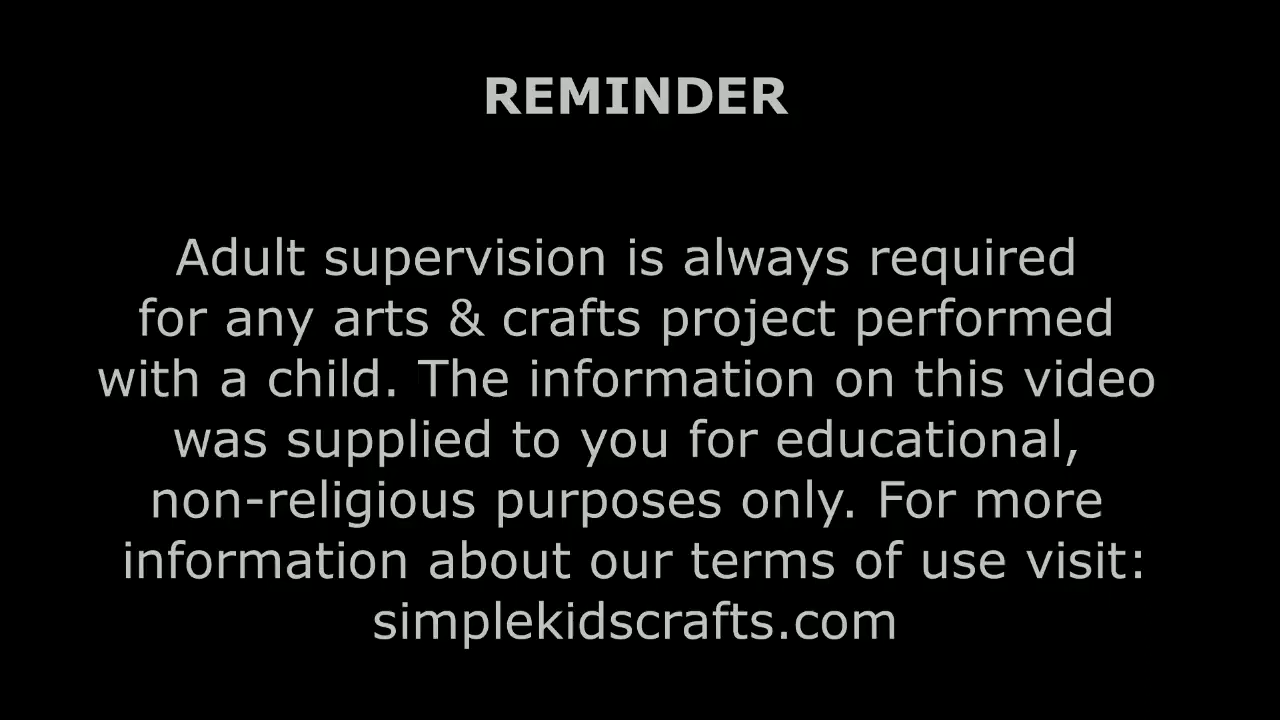 REMINDER
Adult supervision is always required
for any arts & crafts project performed
with a child. The information on this video
was supplied to you for educational,
non-religious purposes only. For more
information about our terms of use visit:
simplekidscrafts.com